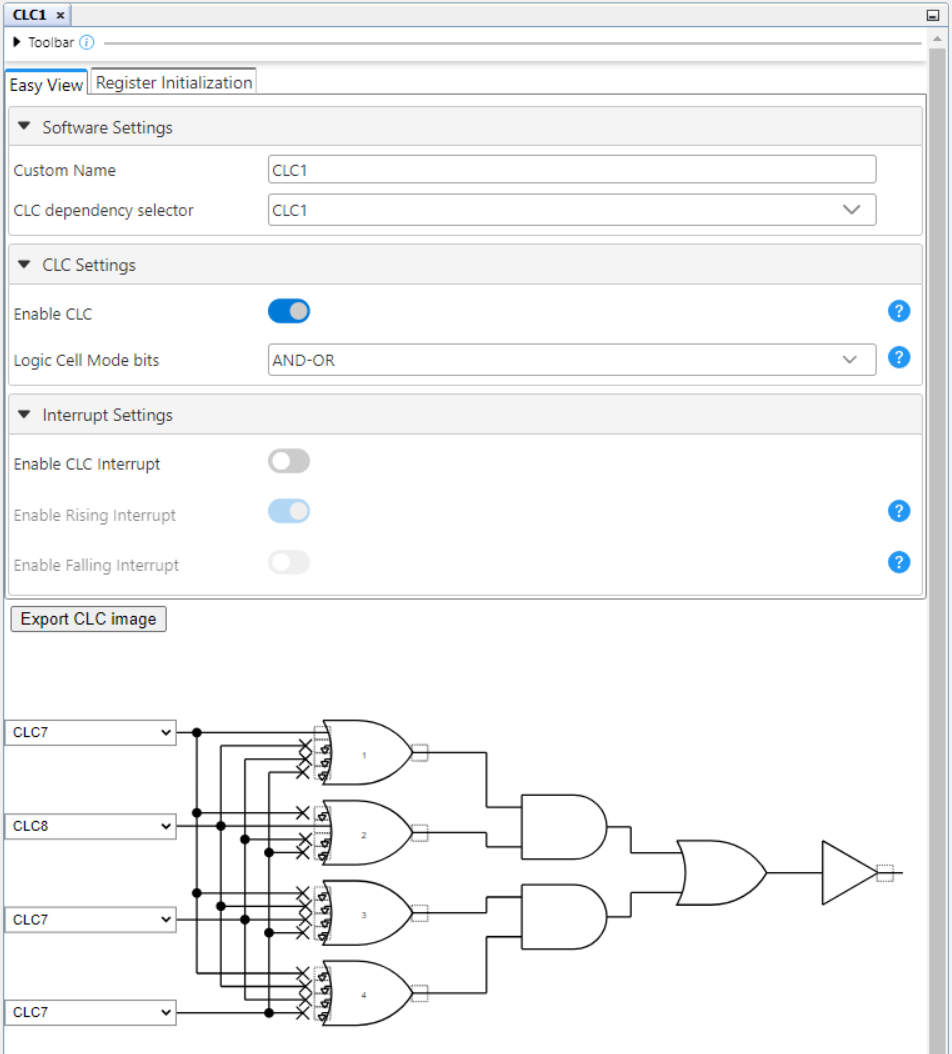 CLC1 ×
Toolbar
Easy View Register Initialization
Software Settings
Custom Name CLC1
CLC dependency selector CLC1
CLC Settings
Enable CLC ?
Logic Cell Mode bits AND-OR ?
Interrupt Settings
Enable CLC Interrupt
Enable Rising Interrupt ?
Enable Falling Interrupt ?
Export CLC image
CLC7
1
CLC8
2
CLC7
3
CLC7
4